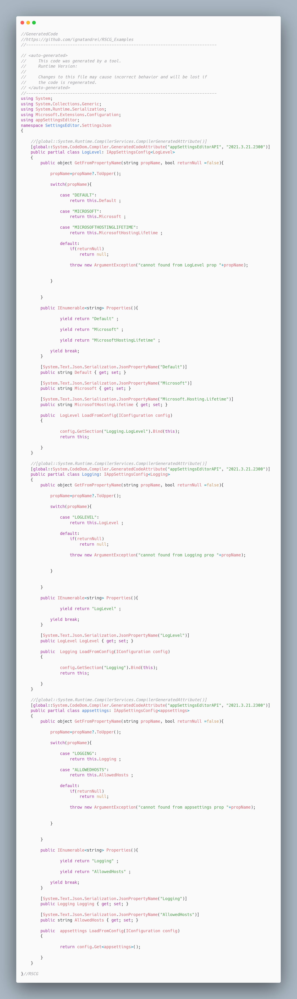 //GeneratedCode
//https://github.com/ignatandrei/RSCG_Examples
//------------------------------------------------------------------------------
// <auto-generated>
//     This code was generated by a tool.
//     Runtime Version:
//
//     Changes to this file may cause incorrect behavior and will be lost if
//     the code is regenerated.
// </auto-generated>
//------------------------------------------------------------------------------
using System;
using System.Collections.Generic;
using System.Runtime.Serialization;
using Microsoft.Extensions.Configuration;
using appSettingsEditor;
namespace SettingsEditor.SettingsJson
{
    //[global::System.Runtime.CompilerServices.CompilerGeneratedAttribute()]
    [global::System.CodeDom.Compiler.GeneratedCodeAttribute("appSettingsEditorAPI", "2021.3.21.2300")]
    public partial class LogLevel: IAppSettingsConfig<LogLevel>
    {
        public object GetFromPropertyName(string propName, bool returnNull =false){
            propName=propName?.ToUpper();
            switch(propName){
                case "DEFAULT":
                    return this.Default ;
                case "MICROSOFT":
                    return this.Microsoft ;
                case "MICROSOFTHOSTINGLIFETIME":
                    return this.MicrosoftHostingLifetime ;
                default:
                    if(returnNull)
                        return null;
                    throw new ArgumentException("cannot found from LogLevel prop "+propName);
            }
        }
        public IEnumerable<string> Properties(){
                yield return "Default" ;
                yield return "Microsoft" ;
                yield return "MicrosoftHostingLifetime" ;
            yield break;
        }
        [System.Text.Json.Serialization.JsonPropertyName("Default")]
        public string Default { get; set; }
        [System.Text.Json.Serialization.JsonPropertyName("Microsoft")]
        public string Microsoft { get; set; }
        [System.Text.Json.Serialization.JsonPropertyName("Microsoft.Hosting.Lifetime")]
        public string MicrosoftHostingLifetime { get; set; }
        public  LogLevel LoadFromConfig(IConfiguration config)
        {
                config.GetSection("Logging.LogLevel").Bind(this);
                return this;
        }
    }
    //[global::System.Runtime.CompilerServices.CompilerGeneratedAttribute()]
    [global::System.CodeDom.Compiler.GeneratedCodeAttribute("appSettingsEditorAPI", "2021.3.21.2300")]
    public partial class Logging: IAppSettingsConfig<Logging>
    {
        public object GetFromPropertyName(string propName, bool returnNull =false){
            propName=propName?.ToUpper();
            switch(propName){
                case "LOGLEVEL":
                    return this.LogLevel ;
                default:
                    if(returnNull)
                        return null;
                    throw new ArgumentException("cannot found from Logging prop "+propName);
            }
        }
        public IEnumerable<string> Properties(){
                yield return "LogLevel" ;
            yield break;
        }
        [System.Text.Json.Serialization.JsonPropertyName("LogLevel")]
        public LogLevel LogLevel { get; set; }
        public  Logging LoadFromConfig(IConfiguration config)
        {
                config.GetSection("Logging").Bind(this);
                return this;
        }
    }
    //[global::System.Runtime.CompilerServices.CompilerGeneratedAttribute()]
    [global::System.CodeDom.Compiler.GeneratedCodeAttribute("appSettingsEditorAPI", "2021.3.21.2300")]
    public partial class appsettings: IAppSettingsConfig<appsettings>
    {
        public object GetFromPropertyName(string propName, bool returnNull =false){
            propName=propName?.ToUpper();
            switch(propName){
                case "LOGGING":
                    return this.Logging ;
                case "ALLOWEDHOSTS":
                    return this.AllowedHosts ;
                default:
                    if(returnNull)
                        return null;
                    throw new ArgumentException("cannot found from appsettings prop "+propName);
            }
        }
        public IEnumerable<string> Properties(){
                yield return "Logging" ;
                yield return "AllowedHosts" ;
            yield break;
        }
        [System.Text.Json.Serialization.JsonPropertyName("Logging")]
        public Logging Logging { get; set; }
        [System.Text.Json.Serialization.JsonPropertyName("AllowedHosts")]
        public string AllowedHosts { get; set; }
        public  appsettings LoadFromConfig(IConfiguration config)
        {
                return config.Get<appsettings>();
        }
    }
}//RSCG